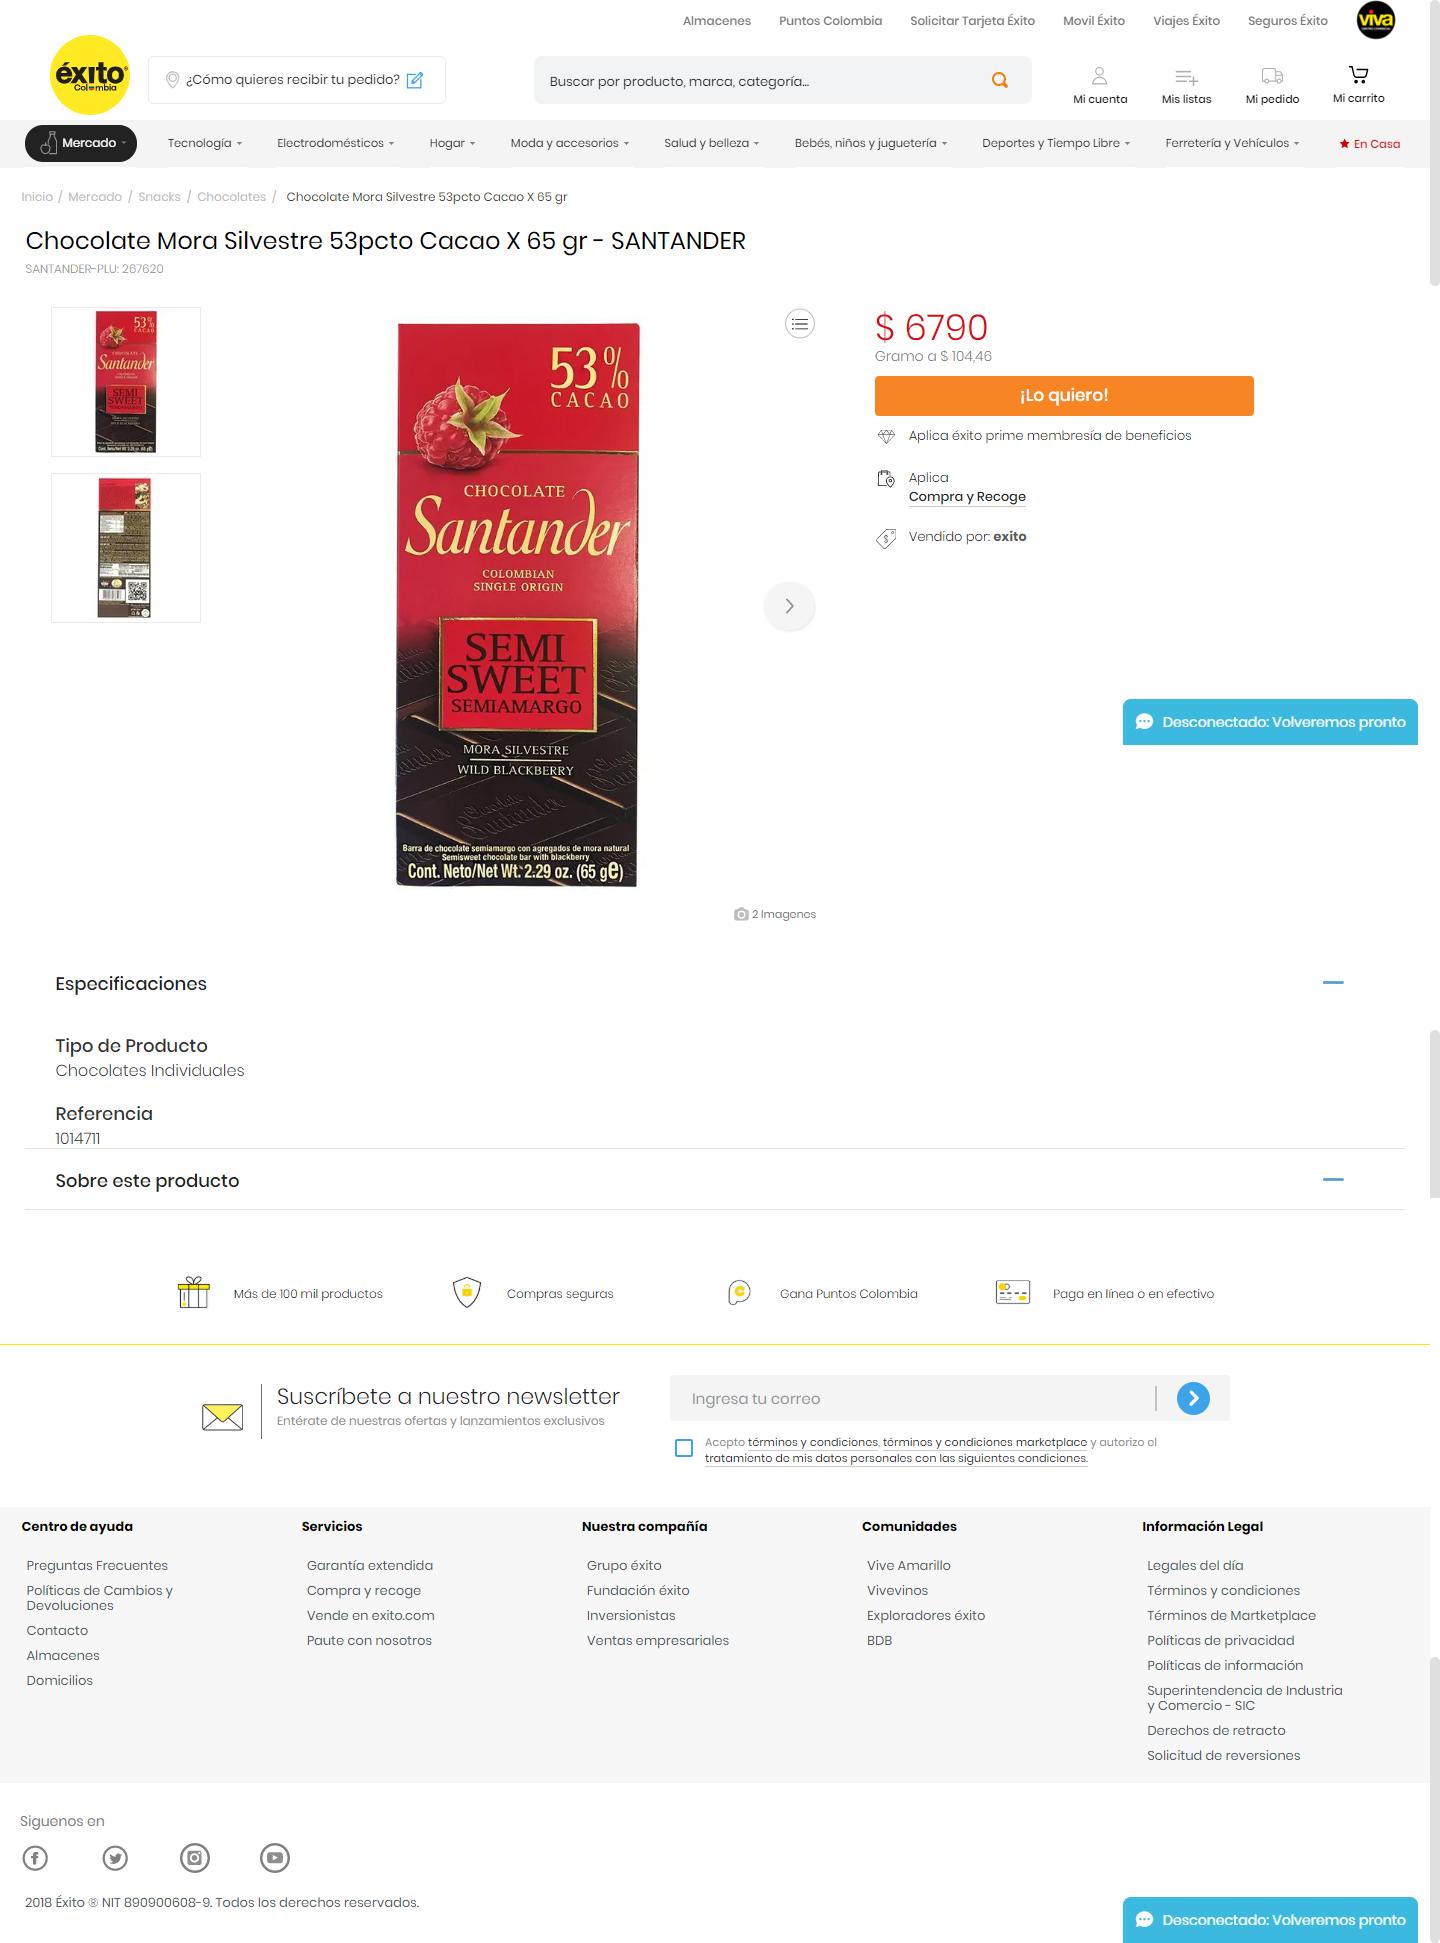 Almacenes
Puntos Colombia
Solicitar Tarjeta Éxito
Movil Éxito
Viajes Éxito
Seguros Éxito
viva
éxito
Colombia
¿Cómo quieres recibir tu pedido?
Buscar por producto, marca, categoría...
Mi cuenta
Mis listas
Mi pedido
Mi carrito
Mercado
Tecnología
Electrodomésticos
Hogar
Moda y accesorios
Salud y belleza
Bebés, niños y juguetería
Deportes y Tiempo Libre
Ferretería y Vehículos
En Casa
Inicio / Mercado / Snacks / Chocolates / Chocolate Mora Silvestre 53pcto Cacao X 65 gr
Chocolate Mora Silvestre 53pcto Cacao X 65 gr - SANTANDER
SANTANDER-PLU: 267620
53%
CACAO
CHOCOLATE
Santander
COLOMBIAN
SINGLE ORIGIN
SEMI
SWEET
SEMIAMARGO
MORA SILVESTRE
WILD BLACKBERRY
Barra de chocolate semiamargo con agregados de mora natural
Semisweet chocolate bar with blackberry
Cont. Neto/Net Wt. 2.29 oz. (65 g℮)
2 Imagenes
$ 6790
Gramo a $ 104,46
¡Lo quiero!
Aplica éxito prime membresía de beneficios
Aplica
Compra y Recoge
Vendido por: exito
Desconectado: Volveremos pronto
Especificaciones
Tipo de Producto
Chocolates Individuales
Referencia
1014711
Sobre este producto
Más de 100 mil productos
Compras seguras
Gana Puntos Colombia
Paga en línea o en efectivo
Suscríbete a nuestro newsletter
Entérate de nuestras ofertas y lanzamientos exclusivos
Ingresa tu correo
Acepto términos y condiciones, términos y condiciones marketplace y autorizo el
tratamiento de mis datos personales con las siguientes condiciones.
Centro de ayuda
Preguntas Frecuentes
Políticas de Cambios y
Devoluciones
Contacto
Almacenes
Domicilios
Servicios
Garantía extendida
Compra y recoge
Vende en exito.com
Paute con nosotros
Nuestra compañía
Grupo éxito
Fundación éxito
Inversionistas
Ventas empresariales
Comunidades
Vive Amarillo
Vivevinos
Exploradores éxito
BDB
Información Legal
Legales del día
Términos y condiciones
Términos de Martketplace
Políticas de privacidad
Políticas de información
Superintendencia de Industria
y Comercio - SIC
Derechos de retracto
Solicitud de reversiones
Siguenos en
2018 Éxito ® NIT 890900608-9. Todos los derechos reservados.
Desconectado: Volveremos pronto